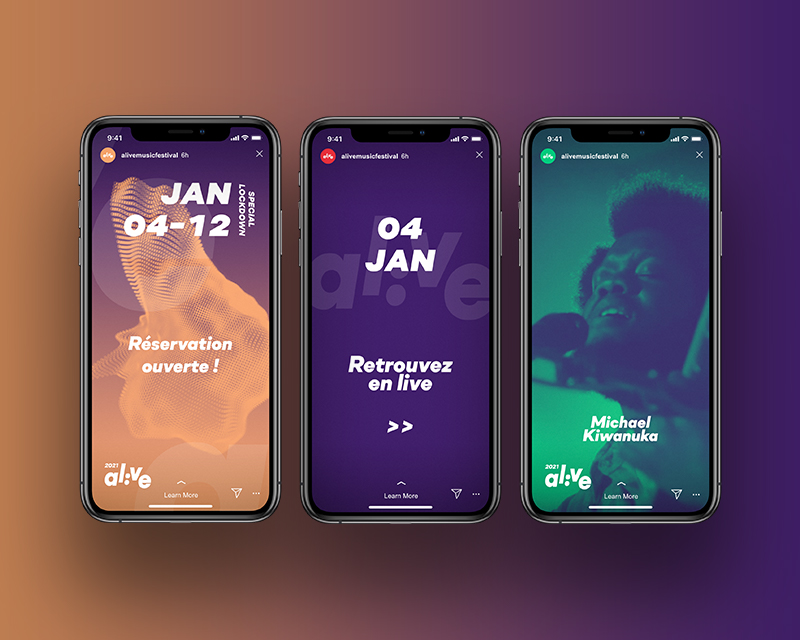 9:41
alivemusicfestival 6h
JAN
04-12
SPECIAL
LOCKDOWN
Réservation
ouverte !
2021
al:ve
Learn More
9:41
alivemusicfestival 6h
al:ve
04
JAN
Retrouvez
en live
>>
Learn More
9:41
alivemusicfestival 6h
Michael
Kiwanuka
2021
al:ve
Learn More